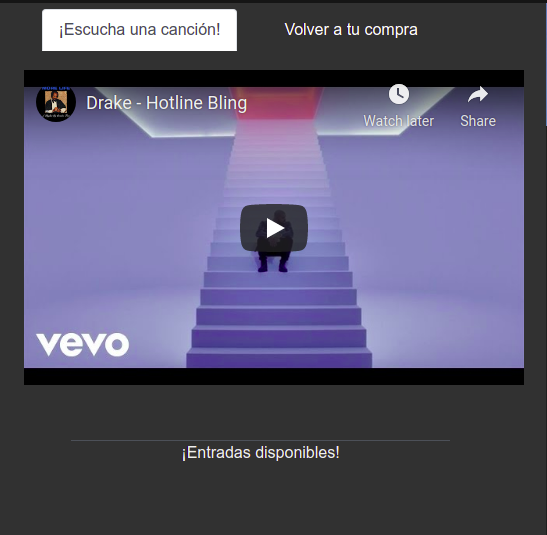 ¡Escucha una canción!
Volver a tu compra
Drake - Hotline Bling
Watch later
Share
vevo
¡Entradas disponibles!